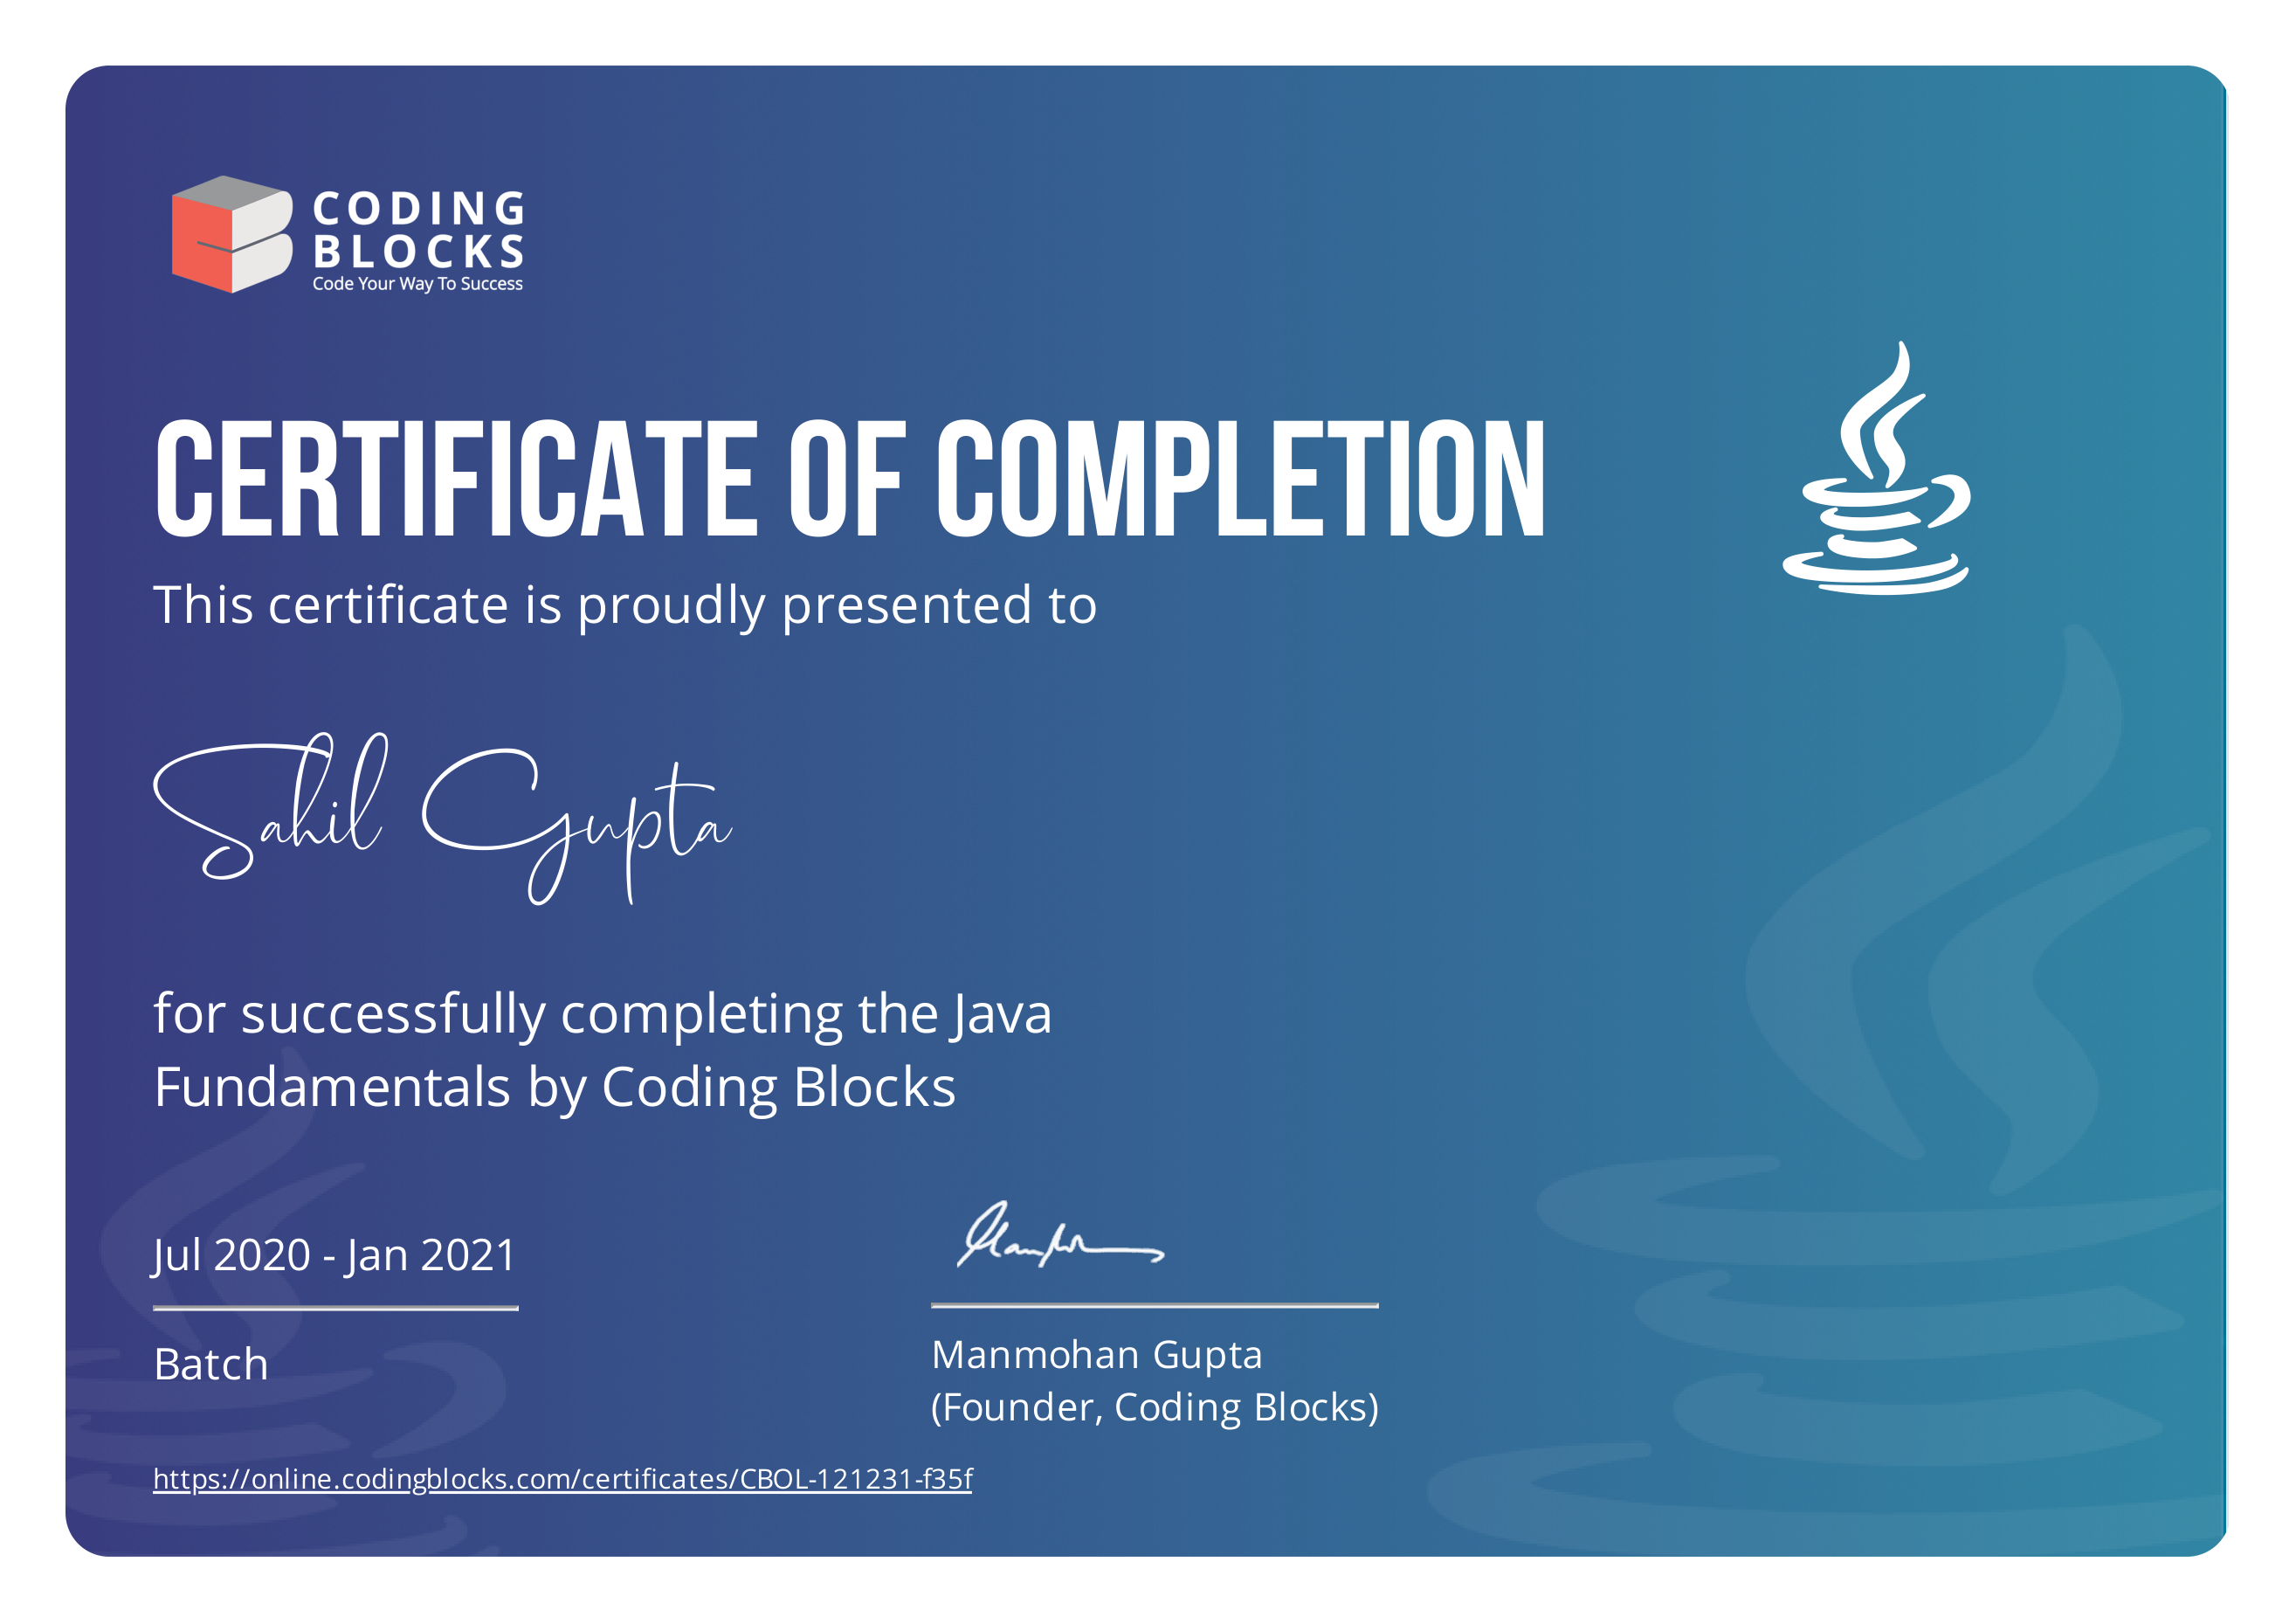 CODING
BLOCKS
Code Your Way To Success
CERTIFICATE OF COMPLETION
This certificate is proudly presented to
Sahil Gupta
for successfully completing the Java
Fundamentals by Coding Blocks
Jul 2020 - Jan 2021
Batch
Manmohan Gupta
(Founder, Coding Blocks)
https://online.codingblocks.com/certificates/CBOL-121231-f35f